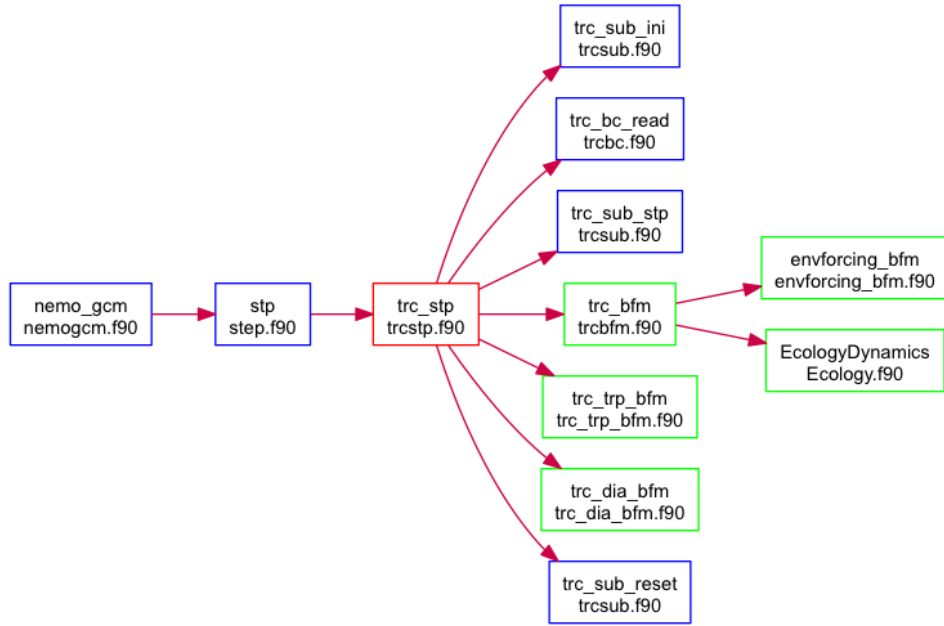 nemo_gcm
nemogcm.f90
stp
step.f90
trc_stp
trcstp.f90
trc_sub_ini
trcsub.f90
trc_bc_read
trcbc.f90
trc_sub_stp
trcsub.f90
trc_bfm
trcbfm.f90
trc_trp_bfm
trc_trp_bfm.f90
trc_dia_bfm
trc_dia_bfm.f90
trc_sub_reset
trcsub.f90
envforcing_bfm
envforcing_bfm.f90
EcologyDynamics
Ecology.f90